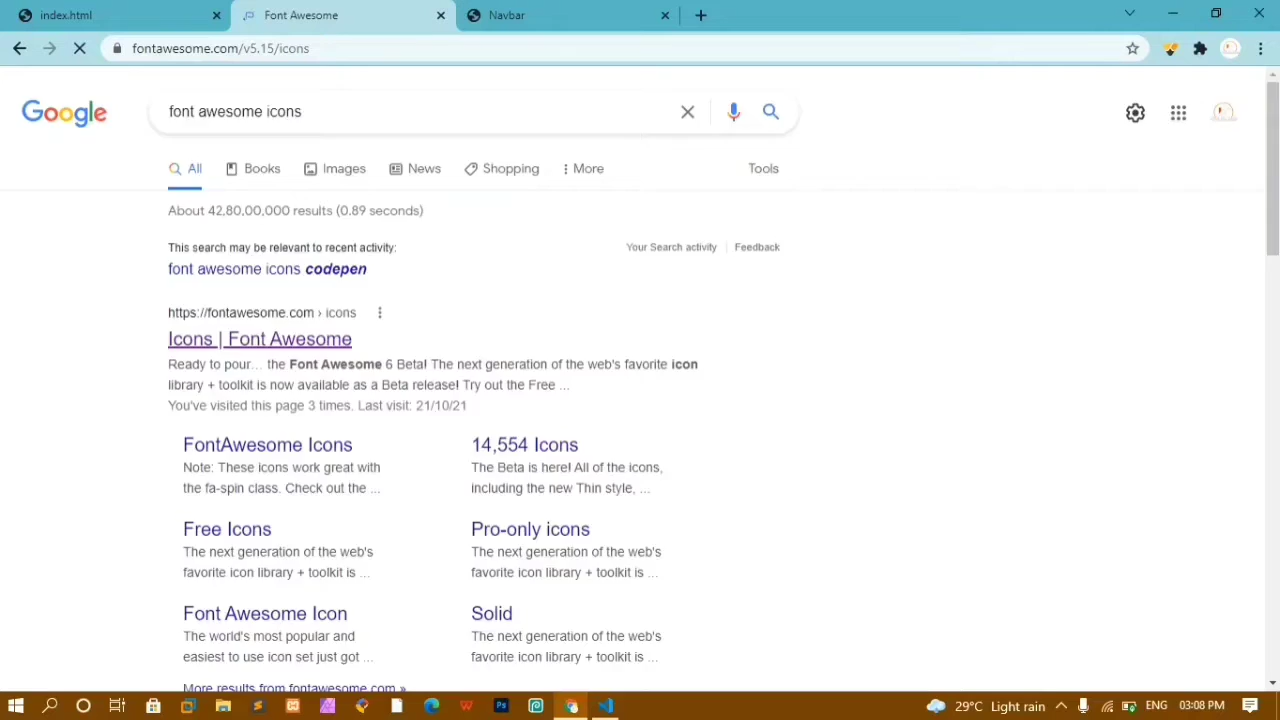 index.html
Font Awesome
Navbar
fontawesome.com/v5.15/icons
Google
font awesome icons
All
Books
Images
News
Shopping
More
Tools
About 42,80,00,000 results (0.89 seconds)
This search may be relevant to recent activity:
Your Search activity
Feedback
font awesome icons codepen
https://fontawesome.com › icons
Icons | Font Awesome
Ready to pour... the Font Awesome 6 Beta! The next generation of the web's favorite icon
library + toolkit is now available as a Beta release! Try out the Free ...
You've visited this page 3 times. Last visit: 21/10/21
FontAwesome Icons
Note: These icons work great with
the fa-spin class. Check out the ...
14,554 Icons
The Beta is here! All of the icons,
including the new Thin style, ...
Free Icons
The next generation of the web's
favorite icon library + toolkit is ...
Pro-only icons
The next generation of the web's
favorite icon library + toolkit is ...
Font Awesome Icon
The world's most popular and
easiest to use icon set just got ...
Solid
The next generation of the web's
favorite icon library + toolkit is ...
More results from fontawesome.com »
29°C Light rain
ENG
03:08 PM